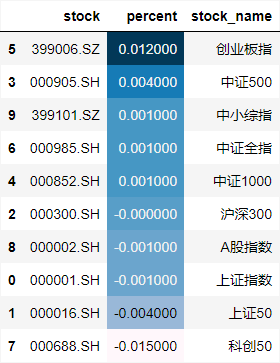 stock percent stock_name
5 399006.SZ 0.012000 创业板指
3 000905.SH 0.004000 中证500
9 399101.SZ 0.001000 中小综指
6 000985.SH 0.001000 中证全指
4 000852.SH 0.001000 中证1000
2 000300.SH -0.000000 沪深300
8 000002.SH -0.001000 A股指数
0 000001.SH -0.001000 上证指数
1 000016.SH -0.004000 上证50
7 000688.SH -0.015000 科创50